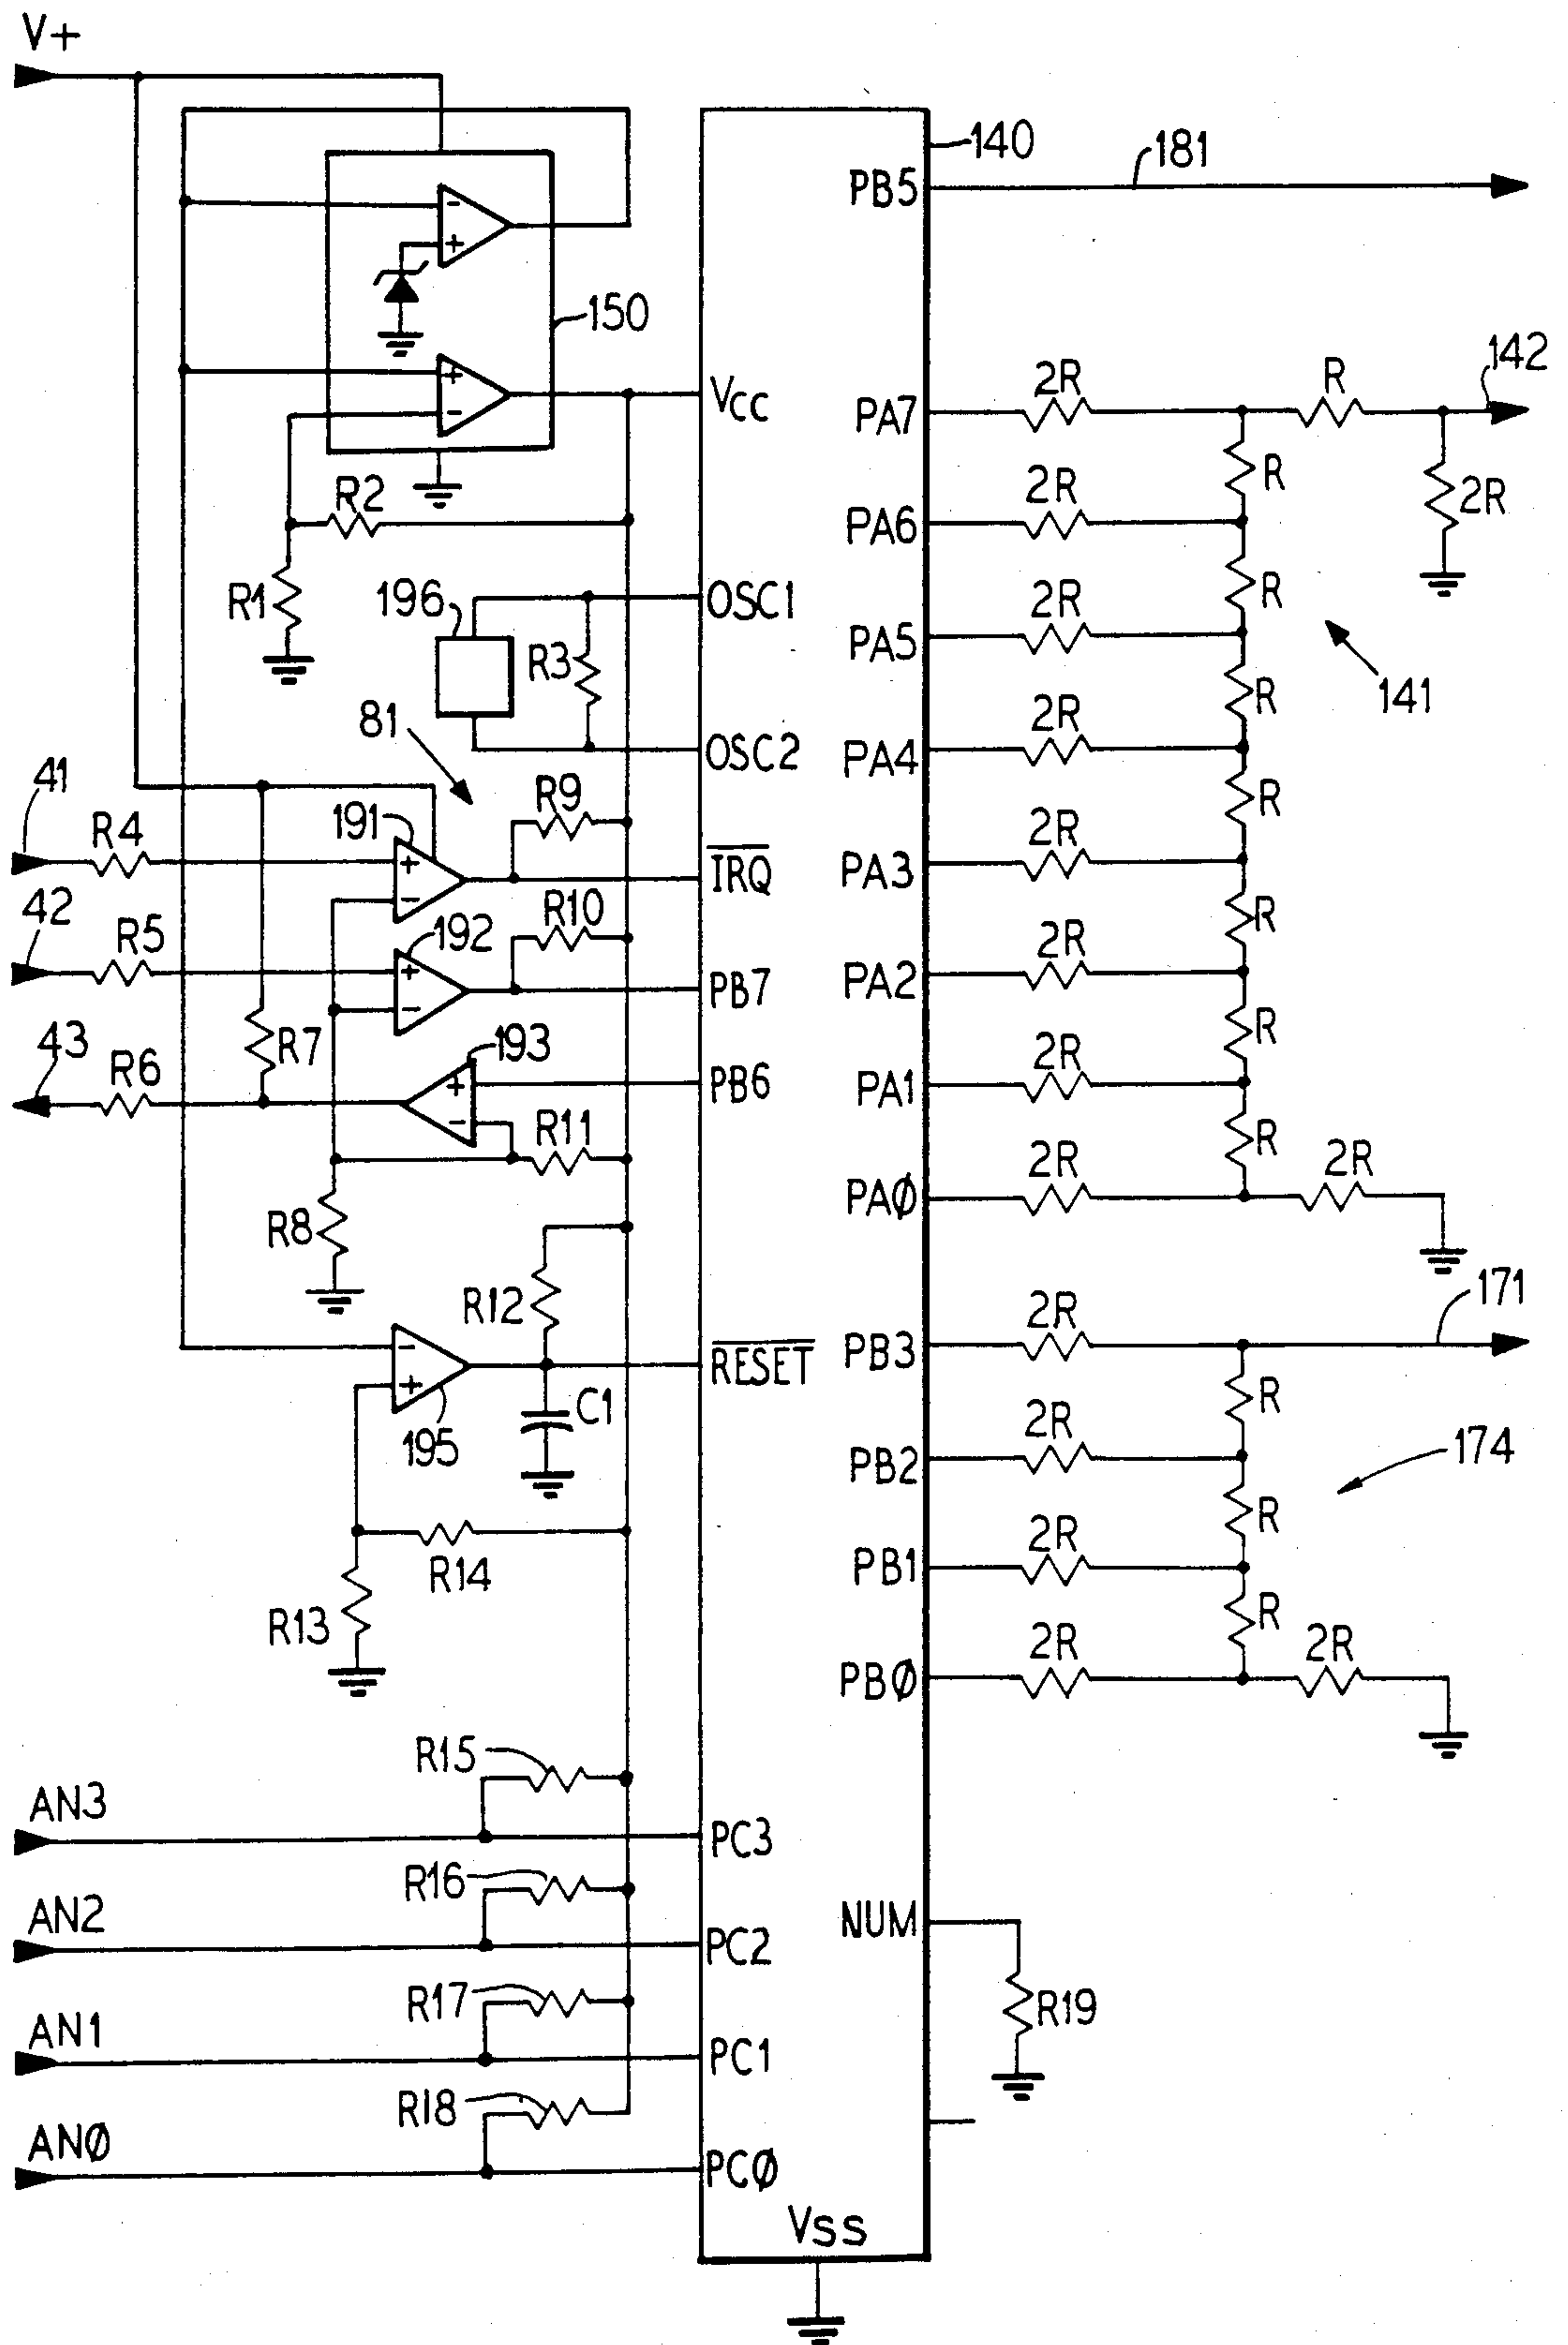 V+
140
181
PB5
-
+
150
+
-
VCC
PA7
2R
R
142
R
2R
R2
PA6
2R
R1
196
OSC1
R3
R
PA5
2R
141
81
OSC2
R
PA4
2R
41
R4
191
R9
R
+
-
IRQ
PA3
2R
42
R5
192
R10
R
+
-
PB7
PA2
2R
43
R6
R7
193
R
+
-
PB6
PA1
2R
R11
R
R8
PAØ
2R
2R
R12
171
-
+
195
RESET
C1
PB3
2R
R
174
PB2
2R
R14
R
R13
PB1
2R
R
PBØ
2R
2R
R15
AN3
PC3
R16
AN2
PC2
NUM
R17
R19
AN1
PC1
R18
ANØ
PCØ
VSS